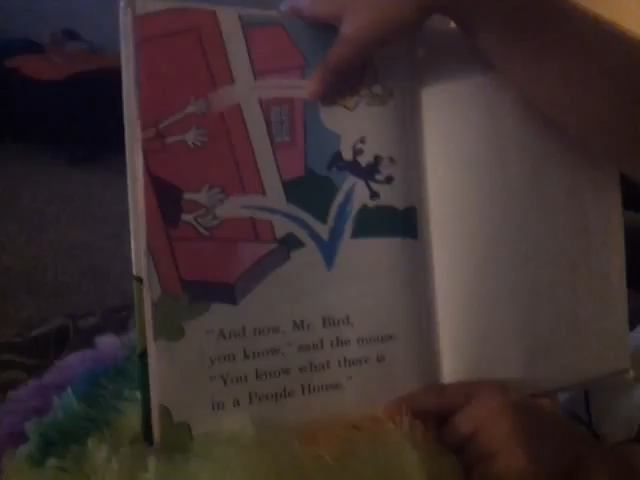 "And now, Mr. Bird,
you know," said the mouse.
"You know what there is
in a People House."